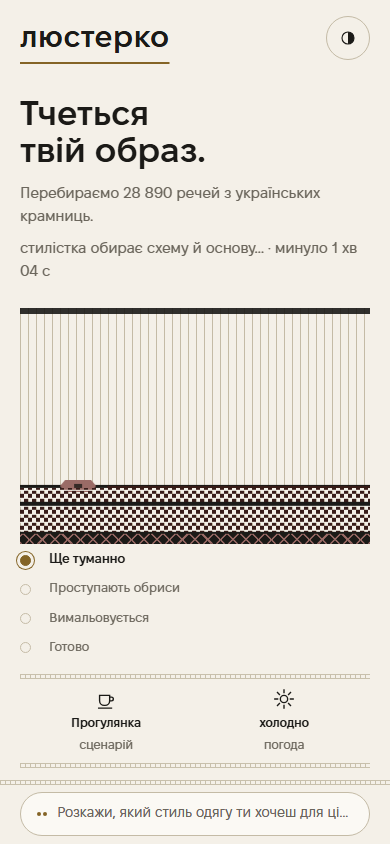 люстерко
Тчеться
твій образ.
Перебираємо 28 890 речей з українських
крамниць.
стилістка обирає схему й основу... · минуло 1 хв
04 с
Ще туманно
Проступають обриси
Вимальовується
Готово
Прогулянка
холодно
сценарій
погода
Розкажи, який стиль одягу ти хочеш для ці...